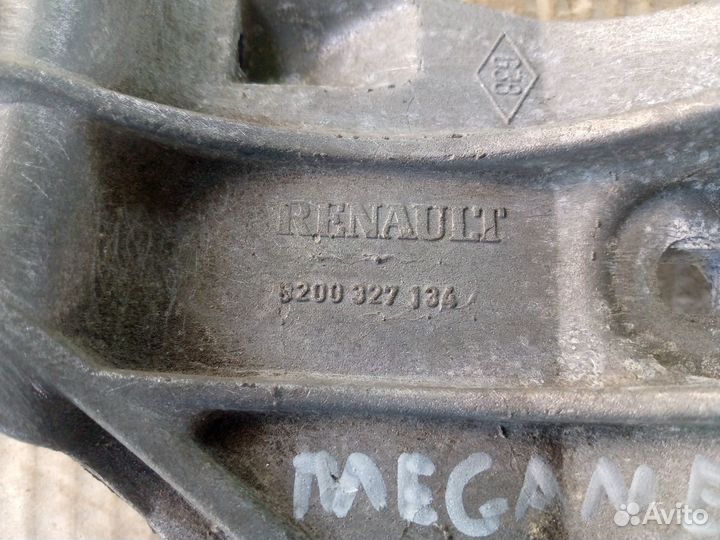 RENAULT
8200 327 134
MEGANE
Avito